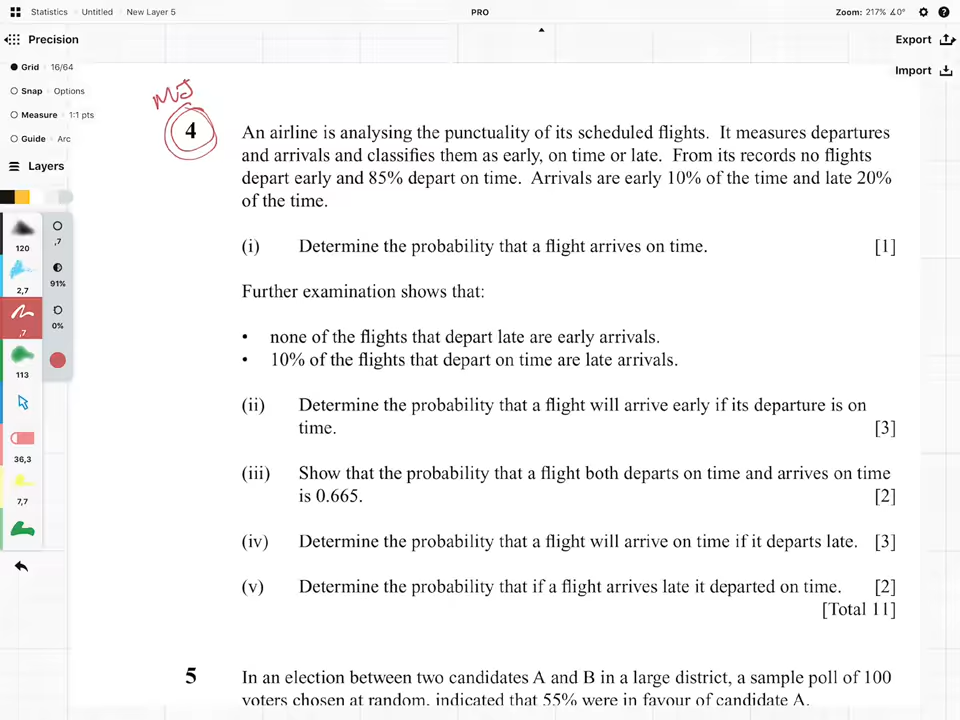 Statistics Untitled New Layer 5 PRO Zoom: 217% ∠0°
Precision Export
Import
Grid 16/64
Snap Options
Measure 1:1 pts
Guide Arc
Layers
120
2,7
,7
113
36,3
7,7
,7
91%
0%
MJ
4 An airline is analysing the punctuality of its scheduled flights. It measures departures
and arrivals and classifies them as early, on time or late. From its records no flights
depart early and 85% depart on time. Arrivals are early 10% of the time and late 20%
of the time.
(i) Determine the probability that a flight arrives on time. [1]
Further examination shows that:
• none of the flights that depart late are early arrivals.
• 10% of the flights that depart on time are late arrivals.
(ii) Determine the probability that a flight will arrive early if its departure is on
time. [3]
(iii) Show that the probability that a flight both departs on time and arrives on time
is 0.665. [2]
(iv) Determine the probability that a flight will arrive on time if it departs late. [3]
(v) Determine the probability that if a flight arrives late it departed on time. [2]
[Total 11]
5 In an election between two candidates A and B in a large district, a sample poll of 100
voters chosen at random, indicated that 55% were in favour of candidate A.